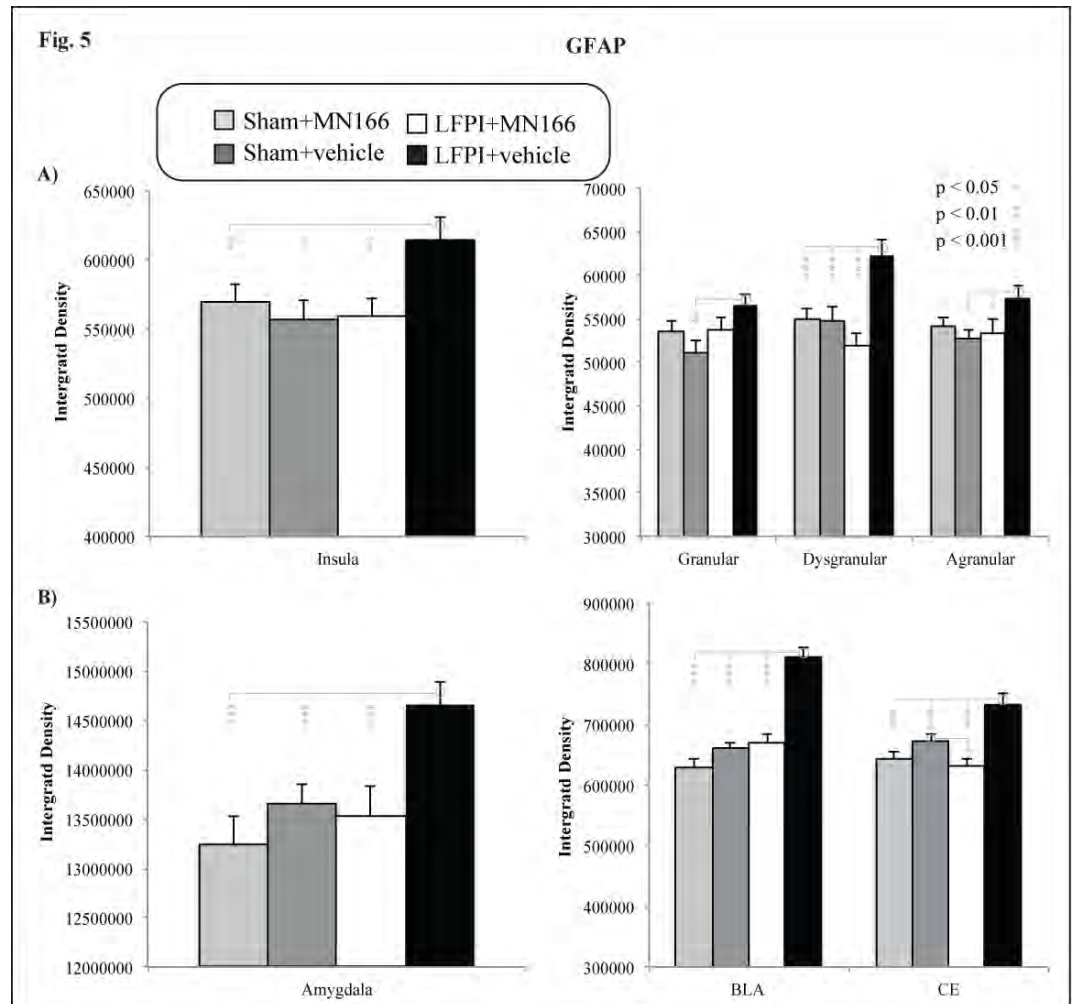 Fig. 5
GFAP
Sham+MN166 LFPI+MN166
Sham+vehicle LFPI+vehicle
A)
Intergratd Density
650000
600000
550000
500000
450000
400000
Insula
Intergratd Density
70000
65000
60000
55000
50000
45000
40000
35000
30000
p < 0.05
p < 0.01
p < 0.001
Granular Dysgranular Agranular
B)
Intergratd Density
15500000
15000000
14500000
14000000
13500000
13000000
12500000
12000000
Amygdala
Intergratd Density
900000
800000
700000
600000
500000
400000
300000
BLA CE